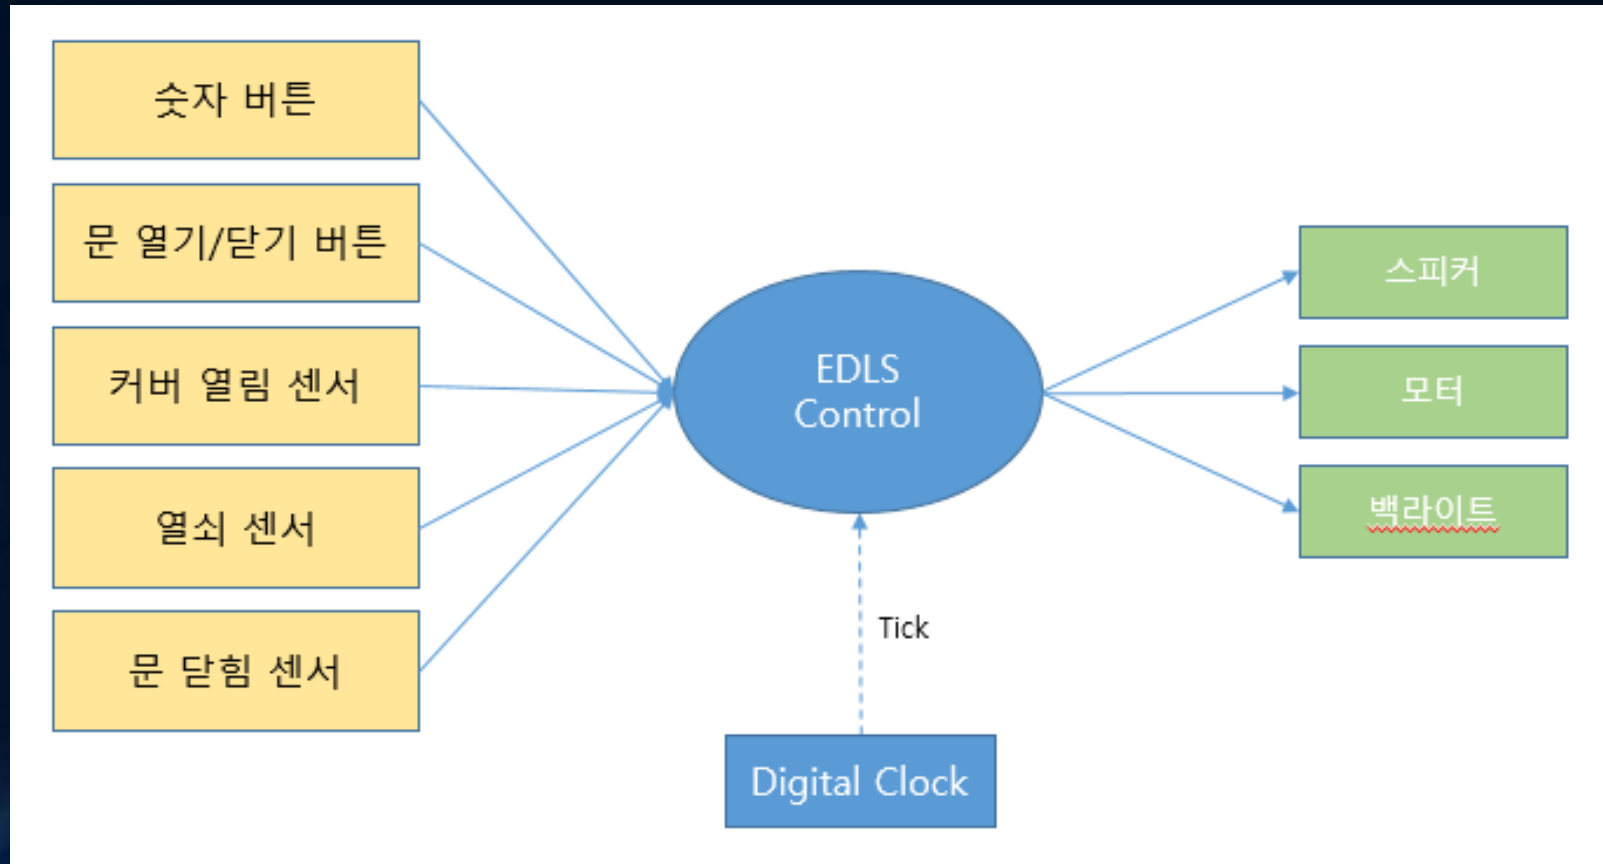 숫자 버튼
문 열기/닫기 버튼
커버 열림 센서
열쇠 센서
문 닫힘 센서
EDLS
Control
Tick
Digital Clock
스피커
모터
백라이트